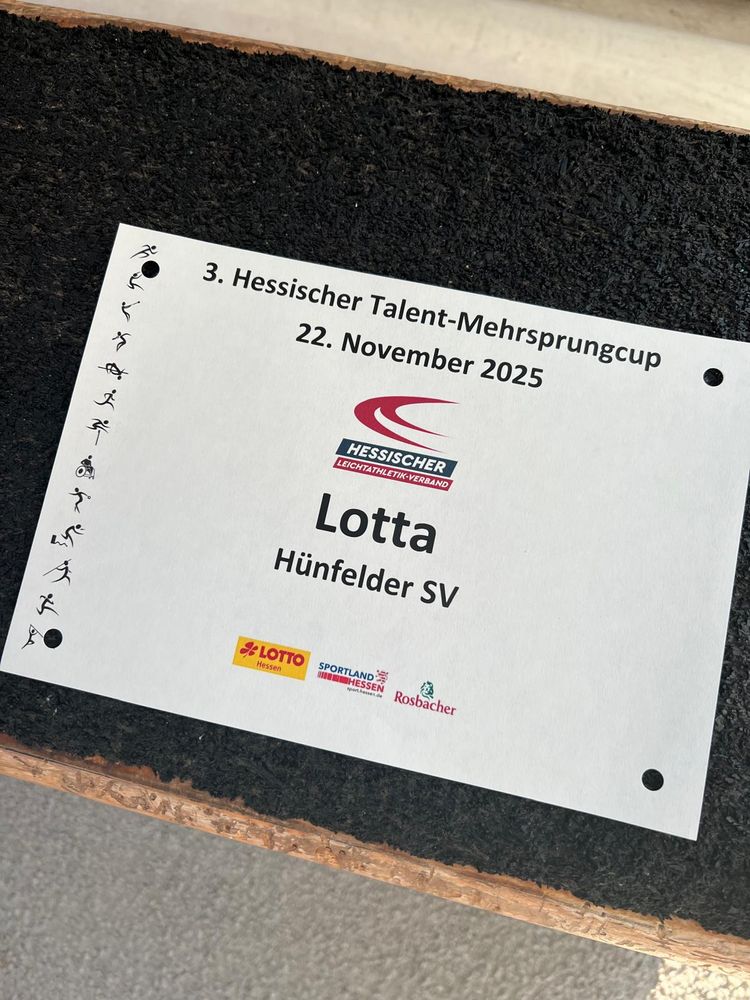 3. Hessischer Talent-Mehrsprungcup
22. November 2025
HESSISCHER
LEICHTATHLETIK-VERBAND
Lotta
Hünfelder SV
LOTTO
Hessen
SPORTLAND
HESSEN
sport.hessen.de
Rosbacher